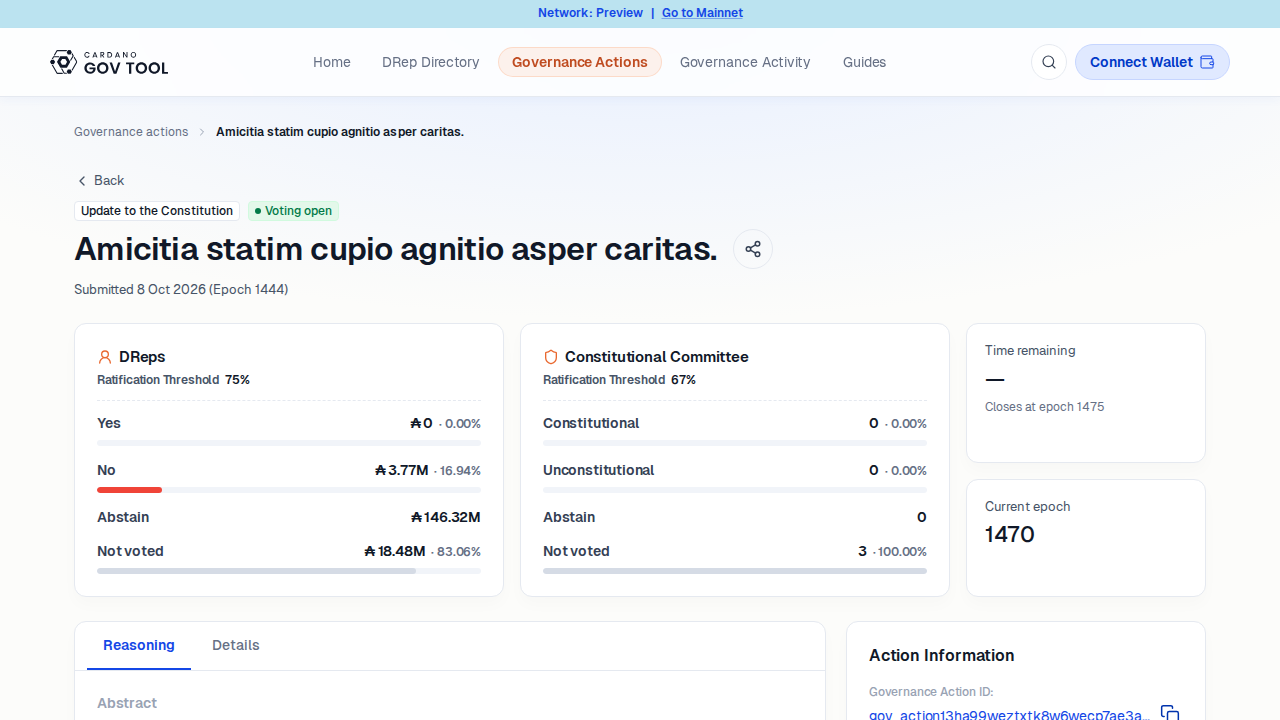 Network: Preview | Go to Mainnet
CARDANO
GOV TOOL
Home
DRep Directory
Governance Actions
Governance Activity
Guides
Connect Wallet
Governance actions > Amicitia statim cupio agnitio asper caritas.
Back
Update to the Constitution
Voting open
Amicitia statim cupio agnitio asper caritas.
Submitted 8 Oct 2026 (Epoch 1444)
DReps
Ratification Threshold 75%
Yes ₳ 0 · 0.00%
No ₳ 3.77M · 16.94%
Abstain ₳ 146.32M
Not voted ₳ 18.48M · 83.06%
Constitutional Committee
Ratification Threshold 67%
Constitutional 0 · 0.00%
Unconstitutional 0 · 0.00%
Abstain 0
Not voted 3 · 100.00%
Time remaining
—
Closes at epoch 1475
Current epoch
1470
Reasoning
Details
Abstract
Action Information
Governance Action ID:
gov_action13ha99weztxtk8w6wecp7ae3a...